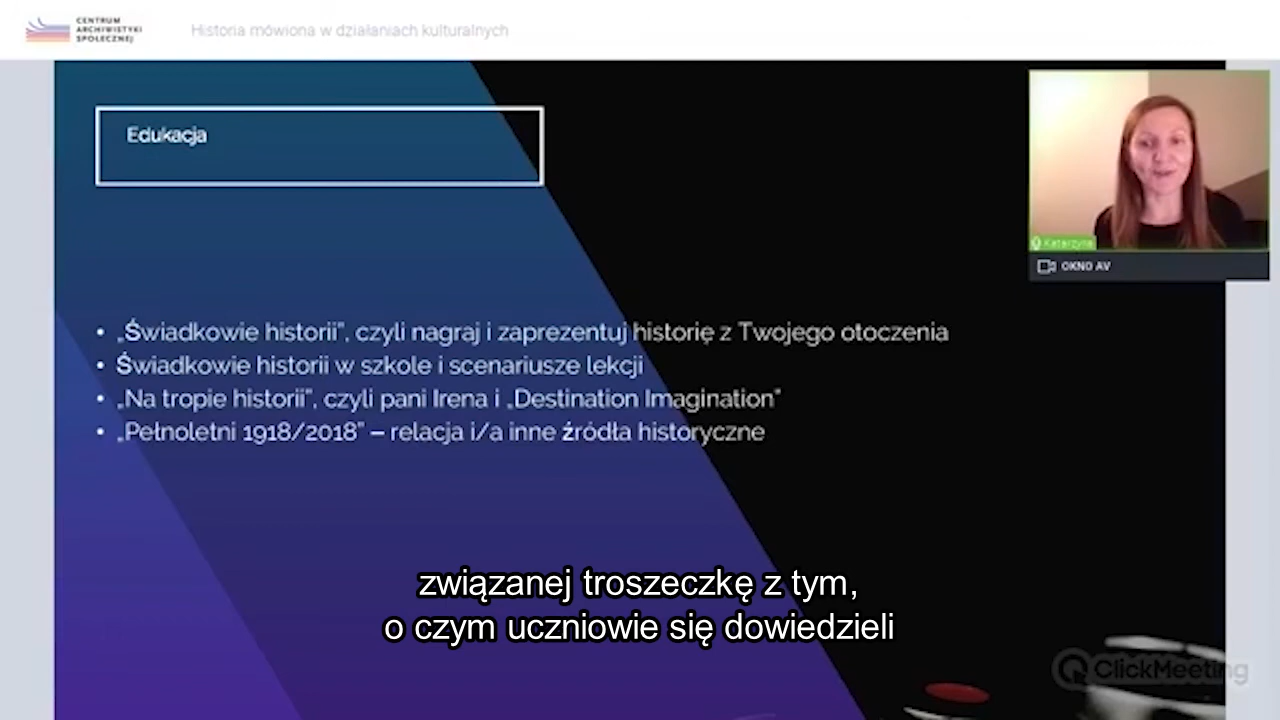 CENTRUM
ARCHIWISTYKI
SPOŁECZNEJ
Historia mówiona w działaniach kulturalnych
Edukacja
Katarzyna
OKNO AV
• „Świadkowie historii”, czyli nagraj i zaprezentuj historię z Twojego otoczenia
• Świadkowie historii w szkole i scenariusze lekcji
• „Na tropie historii”, czyli pani Irena i „Destination Imagination”
• „Pełnoletni 1918/2018” – relacja i/a inne źródła historyczne
związanej troszeczkę z tym,
o czym uczniowie się dowiedzieli
ClickMeeting